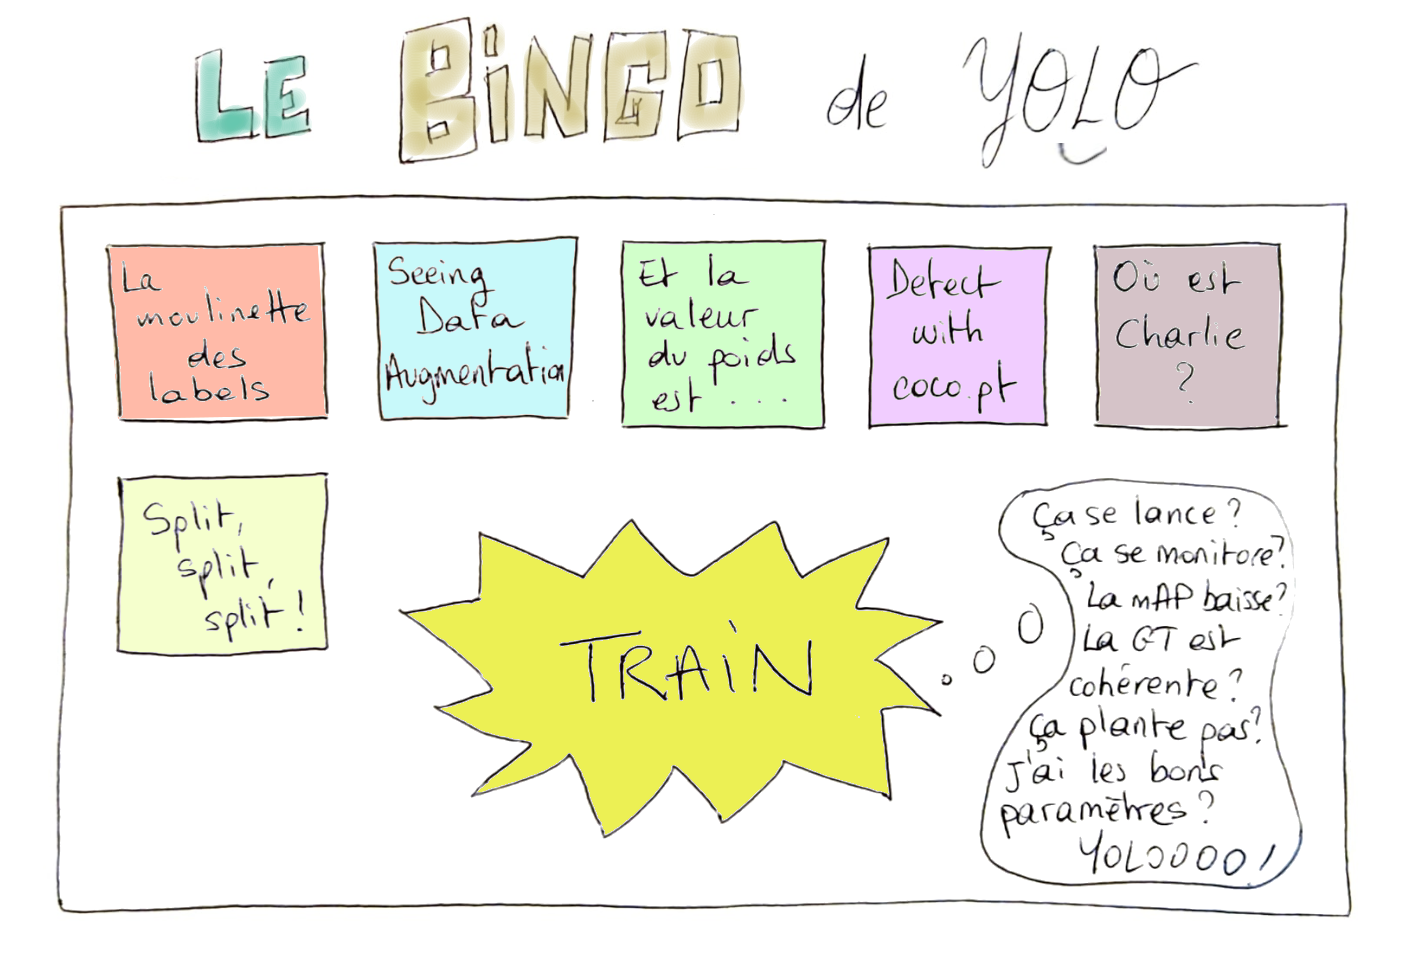 LE BiNGO de YOLO
La
moulinette
des
labels
Seeing
Data
Augmentation
Et la
valeur
du poids
est ...
Detect
with
coco.pt
Où est
Charlie
?
Split,
split,
split !
TRAiN
Ça se lance ?
Ça se monitore ?
La mAP baisse ?
La GT est
cohérente ?
Ça plante pas ?
J'ai les bons
paramètres ?
YOLOOOO !